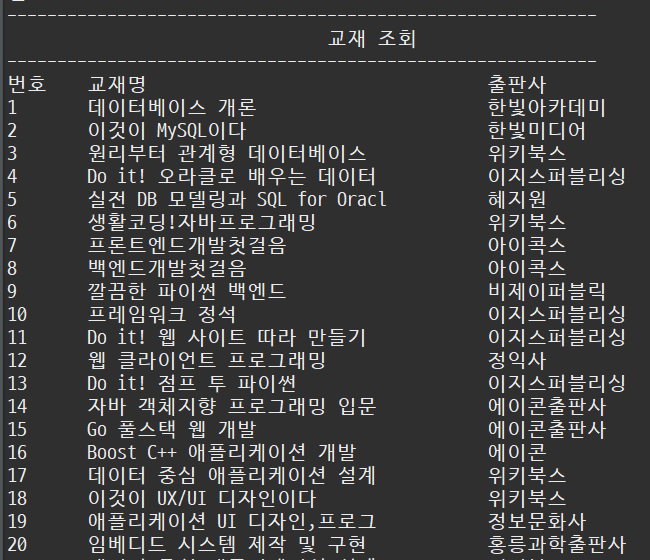 -----------------------------------------------------------
교재 조회
-----------------------------------------------------------
번호 교재명 출판사
1 데이터베이스 개론 한빛아카데미
2 이것이 MySQL이다 한빛미디어
3 원리부터 관계형 데이터베이스 위키북스
4 Do it! 오라클로 배우는 데이터 이지스퍼블리싱
5 실전 DB 모델링과 SQL for Oracl 혜지원
6 생활코딩!자바프로그래밍 위키북스
7 프론트엔드개발첫걸음 아이콕스
8 백엔드개발첫걸음 아이콕스
9 깔끔한 파이썬 백엔드 비제이퍼블릭
10 프레임워크 정석 이지스퍼블리싱
11 Do it! 웹 사이트 따라 만들기 이지스퍼블리싱
12 웹 클라이언트 프로그래밍 정익사
13 Do it! 점프 투 파이썬 이지스퍼블리싱
14 자바 객체지향 프로그래밍 입문 에이콘출판사
15 Go 풀스택 웹 개발 에이콘출판사
16 Boost C++ 애플리케이션 개발 에이콘
17 데이터 중심 애플리케이션 설계 위키북스
18 이것이 UX/UI 디자인이다 위키북스
19 애플리케이션 UI 디자인,프로그 정보문화사
20 임베디드 시스템 제작 및 구현 홍릉과학출판사